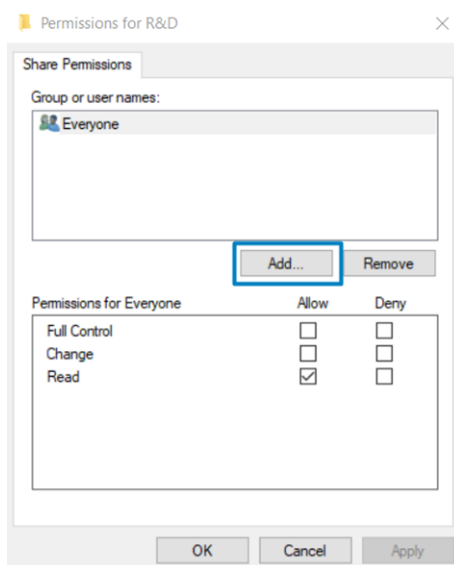 Permissions for R&D
Share Permissions
Group or user names:
Everyone
Add... Remove
Permissions for Everyone Allow Deny
Full Control
Change
Read
OK Cancel Apply